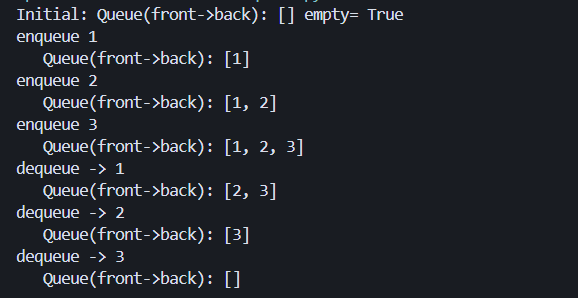 Initial: Queue(front->back): [] empty= True
enqueue 1
   Queue(front->back): [1]
enqueue 2
   Queue(front->back): [1, 2]
enqueue 3
   Queue(front->back): [1, 2, 3]
dequeue -> 1
   Queue(front->back): [2, 3]
dequeue -> 2
   Queue(front->back): [3]
dequeue -> 3
   Queue(front->back): []